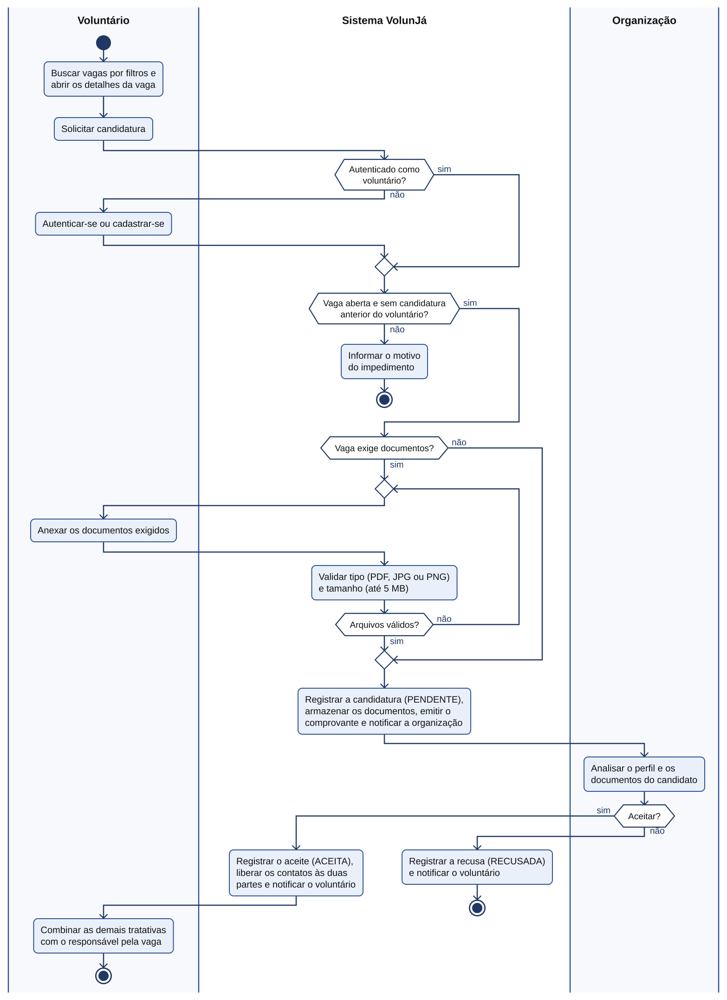 Voluntário
Sistema VolunJá
Organização
Buscar vagas por filtros e
abrir os detalhes da vaga
Solicitar candidatura
Autenticado como
voluntário?
sim
não
Autenticar-se ou cadastrar-se
Vaga aberta e sem candidatura
anterior do voluntário?
sim
não
Informar o motivo
do impedimento
Vaga exige documentos?
não
sim
Anexar os documentos exigidos
Validar tipo (PDF, JPG ou PNG)
e tamanho (até 5 MB)
Arquivos válidos?
não
sim
Registrar a candidatura (PENDENTE),
armazenar os documentos, emitir o
comprovante e notificar a organização
Analisar o perfil e os
documentos do candidato
Aceitar?
sim
não
Registrar o aceite (ACEITA),
liberar os contatos às duas
partes e notificar o voluntário
Registrar a recusa (RECUSADA)
e notificar o voluntário
Combinar as demais tratativas
com o responsável pela vaga